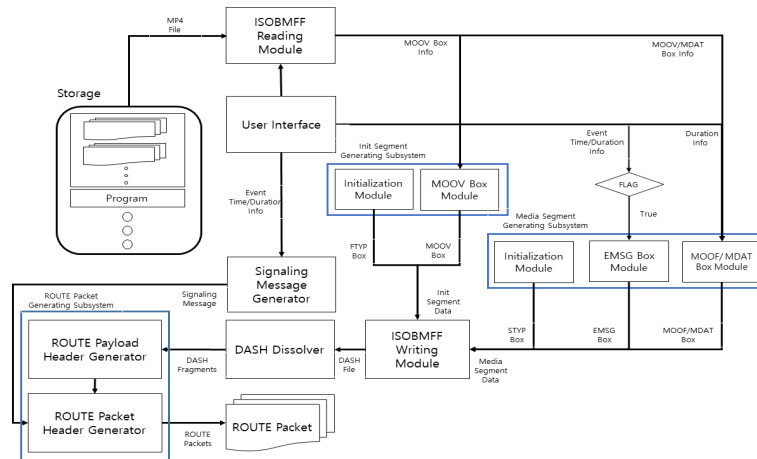 MP4
File
ISOBMFF
Reading
Module
MOOV Box
Info
MOOV/MDAT
Box Info
Storage
Program
User Interface
Event
Time/Duration
Info
Duration
Info
Init Segment
Generating Subsystem
Initialization
Module
MOOV Box
Module
FLAG
True
Event
Time/Duration
Info
Media Segment
Generating Subsystem
Initialization
Module
EMSG Box
Module
MOOF/ MDAT
Box Module
FTYP
Box
MOOV
Box
Signaling
Message
Generator
Signaling
Message
ROUTE Packet
Generating Subsystem
Init
Segment
Data
STYP
Box
EMSG
Box
MOOF/MDAT
Box
ROUTE Payload
Header Generator
DASH
Fragments
DASH Dissolver
DASH
File
ISOBMFF
Writing
Module
Media
Segment
Data
ROUTE Packet
Header Generator
ROUTE
Packets
ROUTE Packet